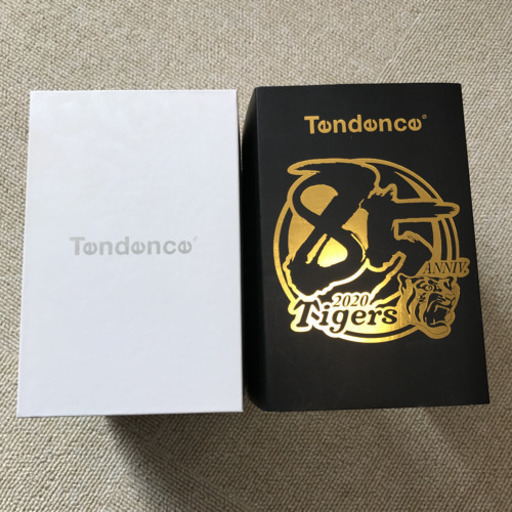 Tendence
Tendence
85
ANNIV.
2020
Tigers